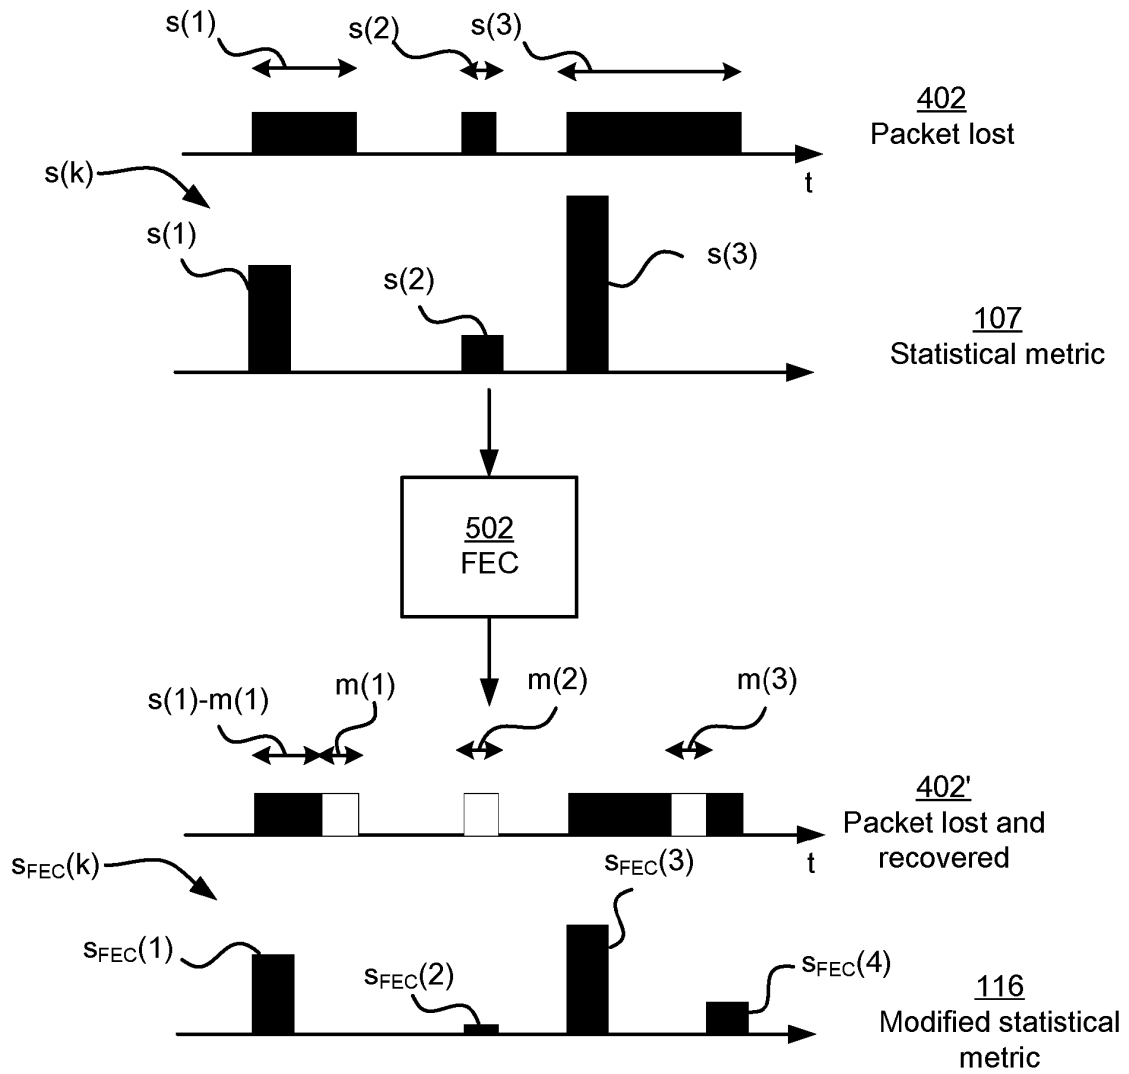 s(1)
s(2)
s(3)
402
Packet lost
t
s(k)
s(1)
s(2)
s(3)
107
Statistical metric
502
FEC
s(1)-m(1)
m(1)
m(2)
m(3)
402'
Packet lost and
recovered
t
sFEC(k)
sFEC(3)
sFEC(1)
sFEC(2)
sFEC(4)
116
Modified statistical
metric